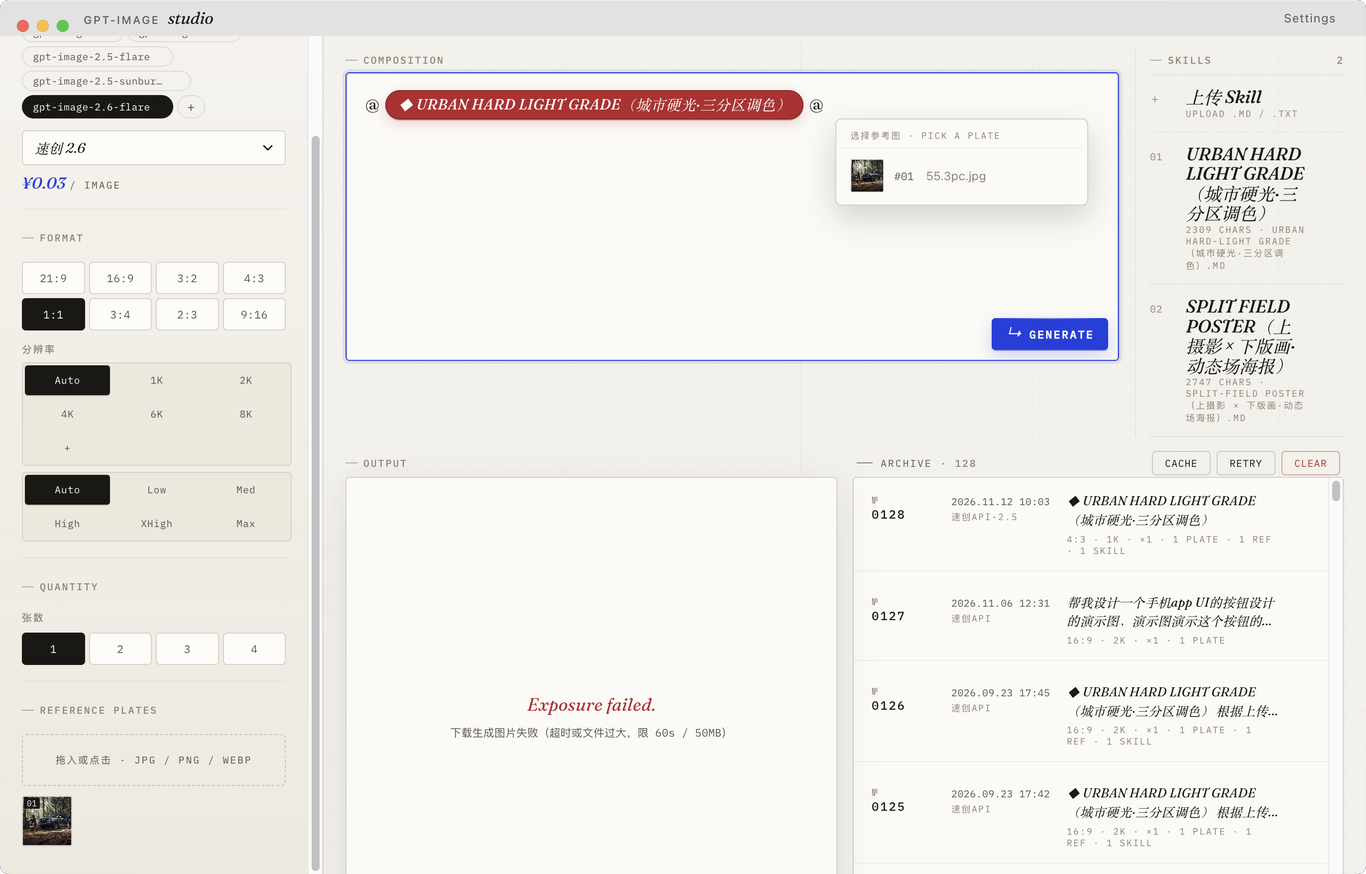 GPT-IMAGE studio
Settings
gpt-image-2.5-flare
gpt-image-2.5-sunbur…
gpt-image-2.6-flare
+
速创 2.6
¥0.03 / IMAGE
FORMAT
21:9
16:9
3:2
4:3
1:1
3:4
2:3
9:16
分辨率
Auto
1K
2K
4K
6K
8K
+
Auto
Low
Med
High
XHigh
Max
QUANTITY
张数
1
2
3
4
REFERENCE PLATES
拖入或点击 · JPG / PNG / WEBP
01
COMPOSITION
@ ◆ URBAN HARD LIGHT GRADE（城市硬光·三分区调色） @
选择参考图 · PICK A PLATE
#01 55.3pc.jpg
GENERATE
SKILLS
2
+
上传 Skill
UPLOAD .MD / .TXT
01
URBAN HARD
LIGHT GRADE
（城市硬光·三
分区调色）
2309 CHARS · URBAN
HARD-LIGHT GRADE
(城市硬光·三分区调
色) .MD
02
SPLIT FIELD
POSTER（上
摄影 × 下版画·
动态场海报）
2747 CHARS ·
SPLIT-FIELD POSTER
(上摄影 × 下版画·动态
场海报) .MD
OUTPUT
Exposure failed.
下载生成图片失败（超时或文件过大，限 60s / 50MB）
ARCHIVE · 128
CACHE
RETRY
CLEAR
№
0128
2026.11.12 10:03
速创API-2.5
◆ URBAN HARD LIGHT GRADE
（城市硬光·三分区调色）
4:3 · 1K · ×1 · 1 PLATE · 1 REF
· 1 SKILL
№
0127
2026.11.06 12:31
速创API
帮我设计一个手机app UI的按钮设计
的演示图．演示图演示这个按钮的...
16:9 · 2K · ×1 · 1 PLATE
№
0126
2026.09.23 17:45
速创API
◆ URBAN HARD LIGHT GRADE
（城市硬光·三分区调色） 根据上传...
16:9 · 2K · ×1 · 1 PLATE · 1
REF · 1 SKILL
№
0125
2026.09.23 17:42
速创API
◆ URBAN HARD LIGHT GRADE
（城市硬光·三分区调色） 根据上传...
16:9 · 2K · ×1 · 1 PLATE · 1
REF · 1 SKILL